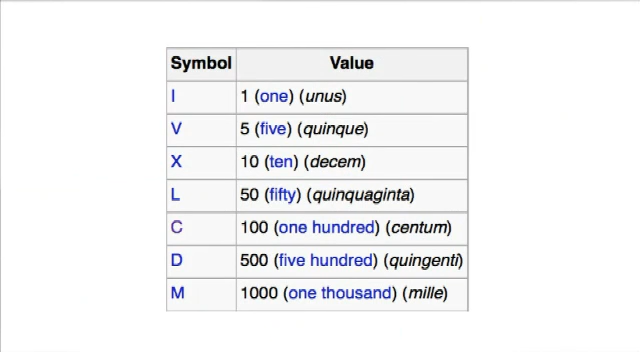 Symbol Value
I 1 (one) (unus)
V 5 (five) (quinque)
X 10 (ten) (decem)
L 50 (fifty) (quinquaginta)
C 100 (one hundred) (centum)
D 500 (five hundred) (quingenti)
M 1000 (one thousand) (mille)